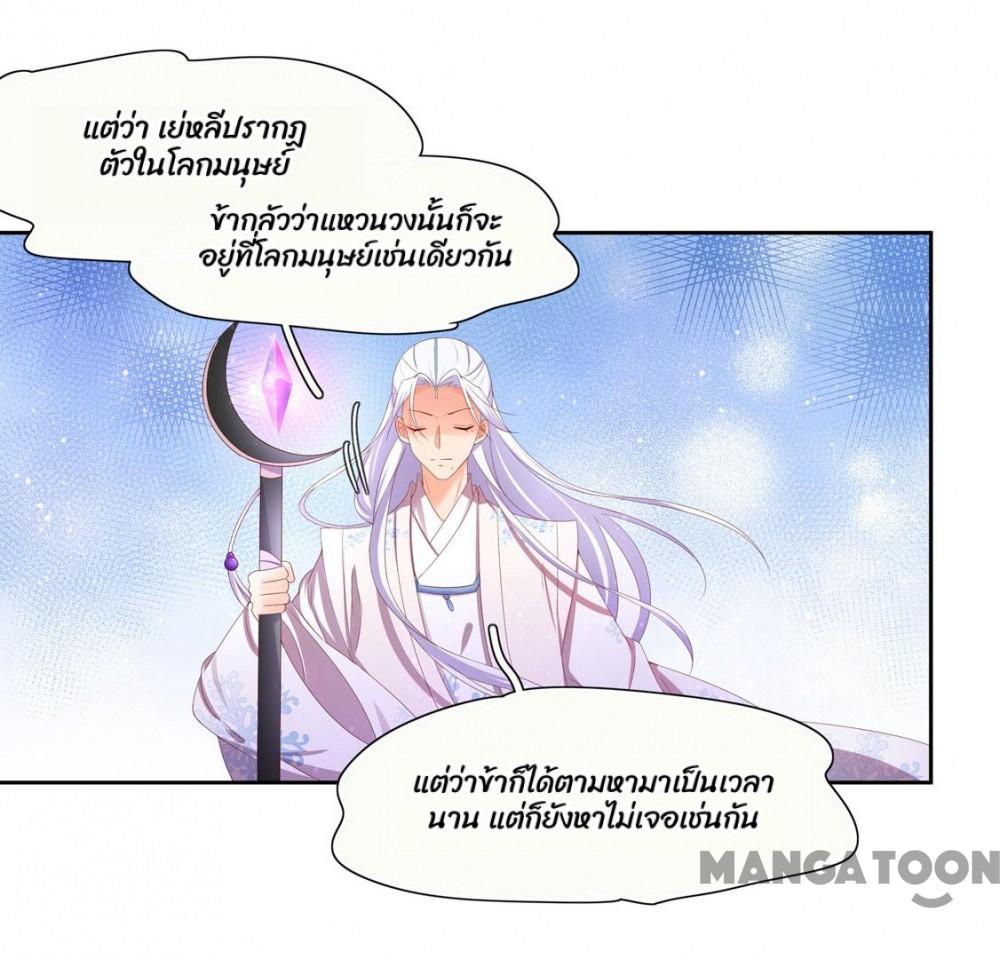 แต่ว่า เย่หลีปรากฏ
ตัวในโลกมนุษย์
ข้ากลัวว่าแหวนวงนั้นก็จะ
อยู่ที่โลกมนุษย์เช่นเดียวกัน
แต่ว่าข้าก็ได้ตามหามาเป็นเวลา
นาน แต่ก็ยังหาไม่เจอเช่นกัน
MANGATOON